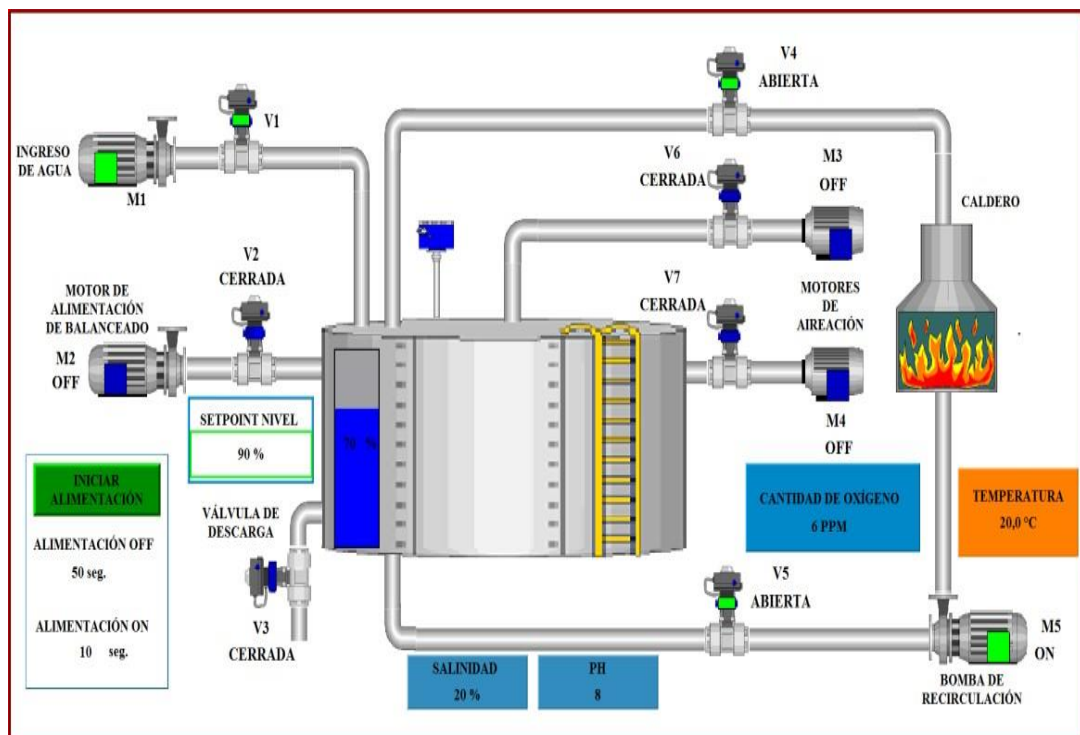 V4
ABIERTA
V1
INGRESO
DE AGUA
M1
V6
CERRADA
M3
OFF
CALDERO
V2
CERRADA
V7
CERRADA
MOTORES
DE
AIREACIÓN
MOTOR DE
ALIMENTACIÓN
DE BALANCEADO
M2
OFF
M4
OFF
SETPOINT NIVEL
90 %
70 %
INICIAR
ALIMENTACIÓN
ALIMENTACIÓN OFF
50 seg.
ALIMENTACIÓN ON
10 seg.
VÁLVULA DE
DESCARGA
V3
CERRADA
CANTIDAD DE OXÍGENO
6 PPM
TEMPERATURA
20,0 °C
V5
ABIERTA
M5
ON
BOMBA DE
RECIRCULACIÓN
SALINIDAD
20 %
PH
8